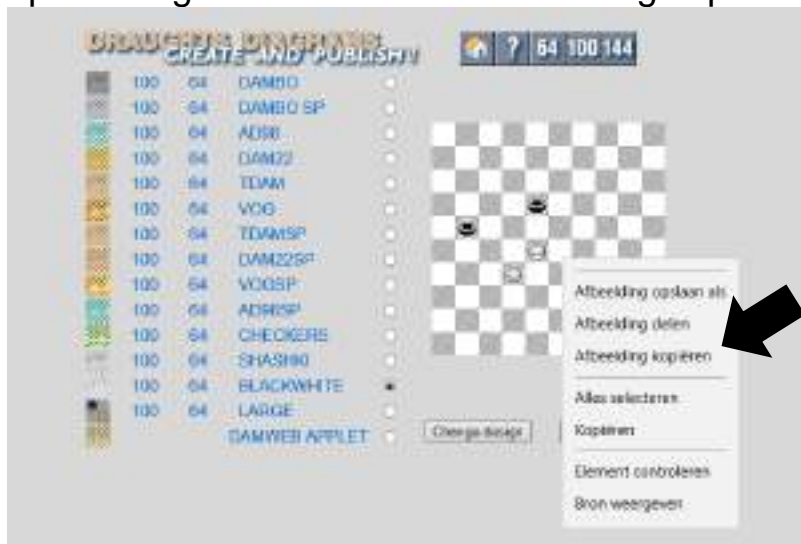 DRAUGHTS DIAGRAMS
CREATE AND PUBLISH!!
? 64 100 144
100 64 DAMBO
100 64 DAMBO SP
100 64 AD98
100 64 DAM22
100 64 TDAM
100 64 VOG
100 64 TDAMSP
100 64 DAM22SP
100 64 VOGSP
100 64 AD98SP
100 64 CHECKERS
100 64 SHASHKI
100 64 BLACKWHITE
100 64 LARGE
DAMWEB APPLET
Change design
Afbeelding opslaan als
Afbeelding delen
Afbeelding kopiëren
Alles selecteren
Kopiëren
Element controleren
Bron weergeven